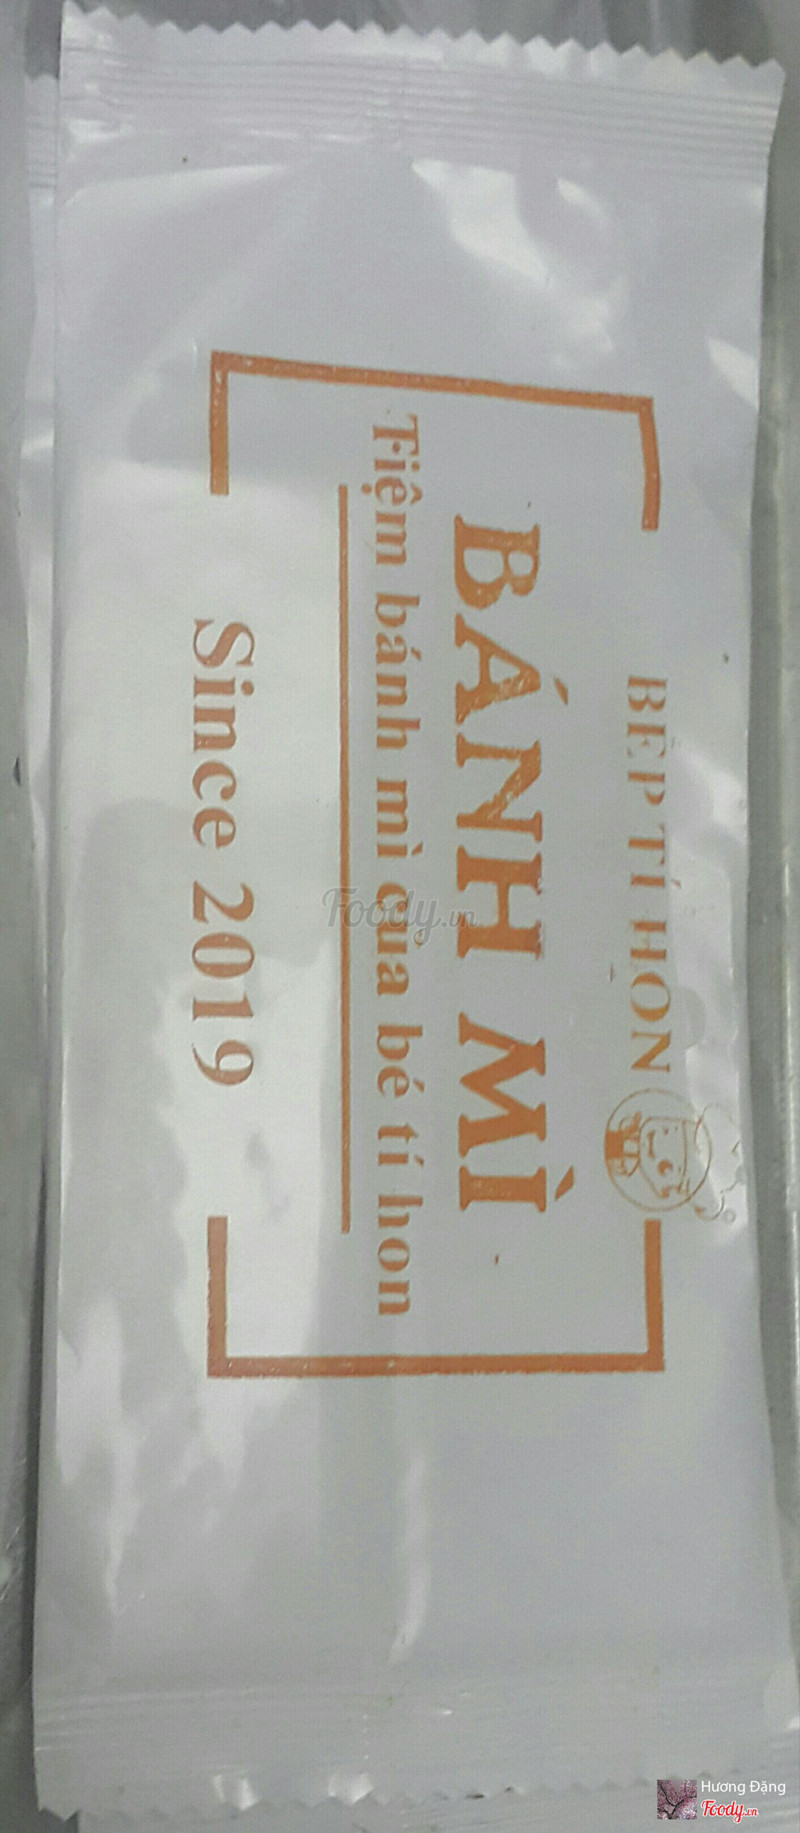 BẾP TÍ HON
BÁNH MÌ
Tiệm bánh mì của bé tí hon
Since 2019
Foody.vn
Hương Đặng
Foody.vn